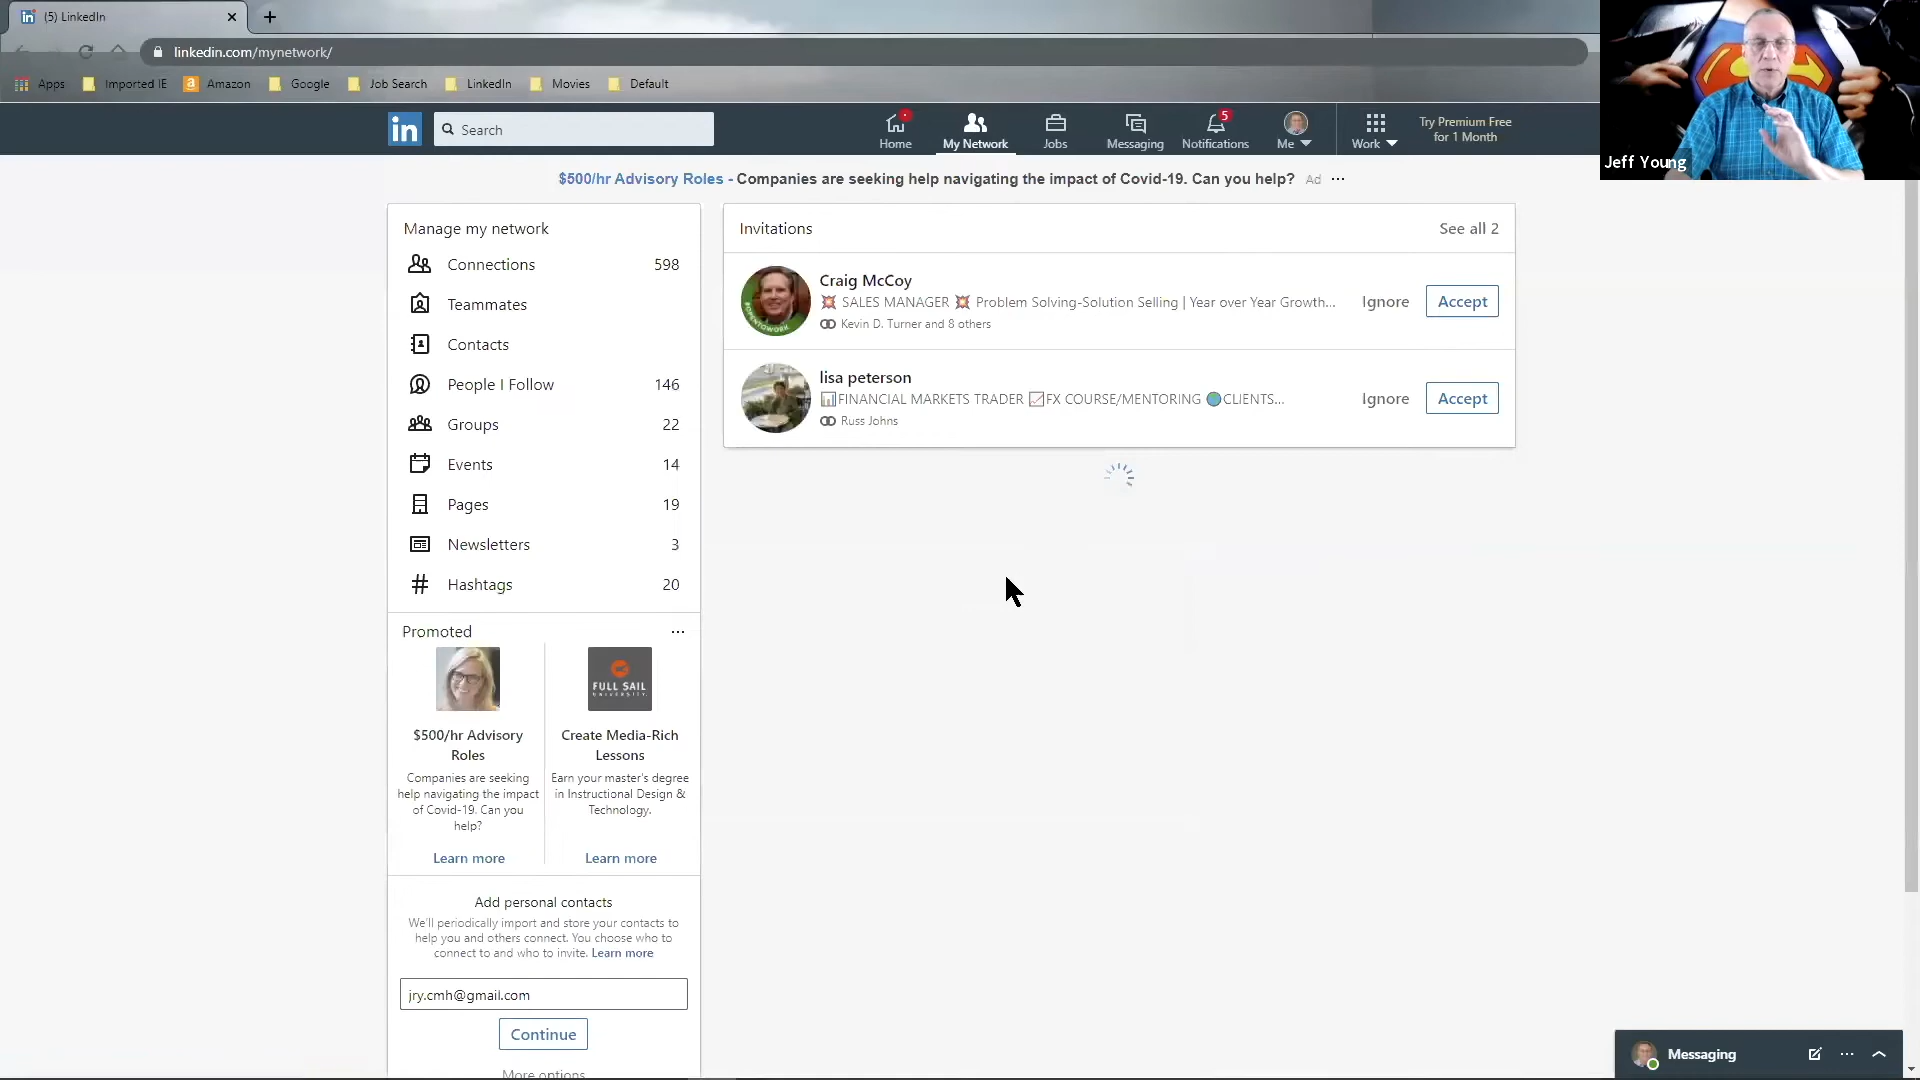 (5) LinkedIn
linkedin.com/mynetwork/
Apps Imported IE Amazon Google Job Search LinkedIn Movies Default
in Search
Home My Network Jobs Messaging 5 Notifications Me Work Try Premium Free
for 1 Month
Jeff Young
$500/hr Advisory Roles - Companies are seeking help navigating the impact of Covid-19. Can you help? Ad ...
Manage my network
Connections 598
Teammates
Contacts
People I Follow 146
Groups 22
Events 14
Pages 19
Newsletters 3
# Hashtags 20
Promoted ...
FULL SAIL
UNIVERSITY
$500/hr Advisory
Roles
Companies are seeking
help navigating the impact
of Covid-19. Can you
help?
Learn more
Create Media-Rich
Lessons
Earn your master's degree
in Instructional Design &
Technology.
Learn more
Add personal contacts
We'll periodically import and store your contacts to
help you and others connect. You choose who to
connect to and who to invite. Learn more
jry.cmh@gmail.com
Continue
More options
Invitations See all 2
Craig McCoy
💥 SALES MANAGER 💥 Problem Solving-Solution Selling | Year over Year Growth...
Kevin D. Turner and 8 others
Ignore Accept
#OPENTOWORK
lisa peterson
📊FINANCIAL MARKETS TRADER 📈FX COURSE/MENTORING 🌍CLIENTS...
Russ Johns
Ignore Accept
Messaging ...